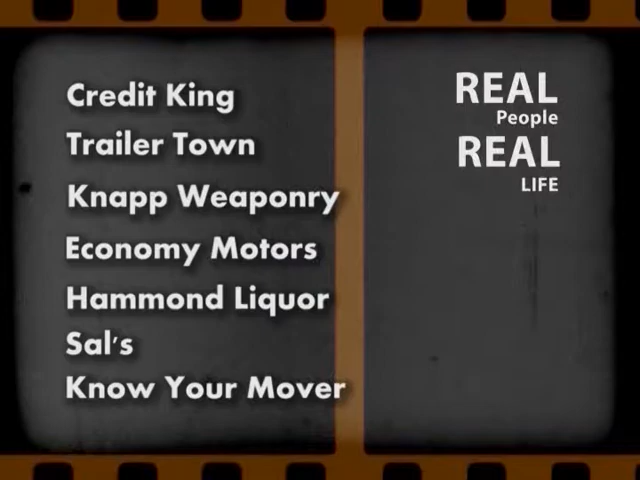 Credit King
Trailer Town
Knapp Weaponry
Economy Motors
Hammond Liquor
Sal's
Know Your Mover
REAL
People
REAL
LIFE